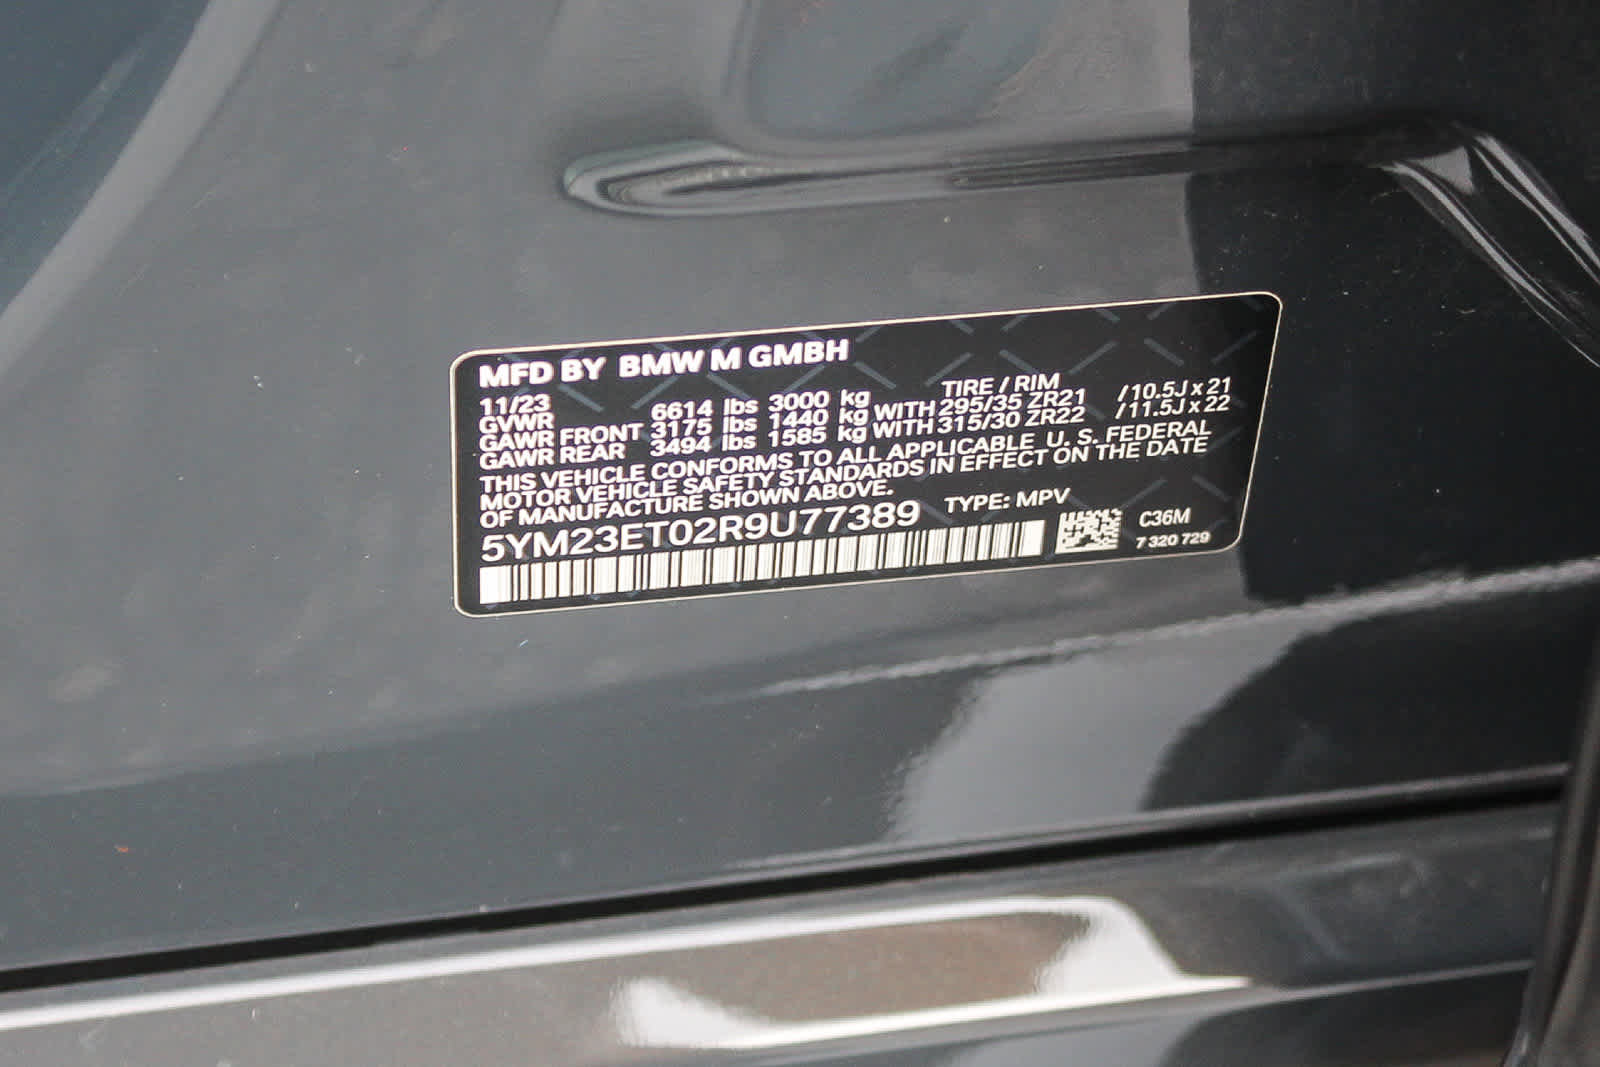 MFD BY BMW M GMBH
11/23 TIRE / RIM
GVWR 6614 lbs 3000 kg
GAWR FRONT 3175 lbs 1440 kg WITH 295/35 ZR21 /10.5J x 21
GAWR REAR 3494 lbs 1585 kg WITH 315/30 ZR22 /11.5J x 22
THIS VEHICLE CONFORMS TO ALL APPLICABLE U. S. FEDERAL
MOTOR VEHICLE SAFETY STANDARDS IN EFFECT ON THE DATE
OF MANUFACTURE SHOWN ABOVE.
5YM23ET02R9U77389 TYPE: MPV
C36M
7 320 729